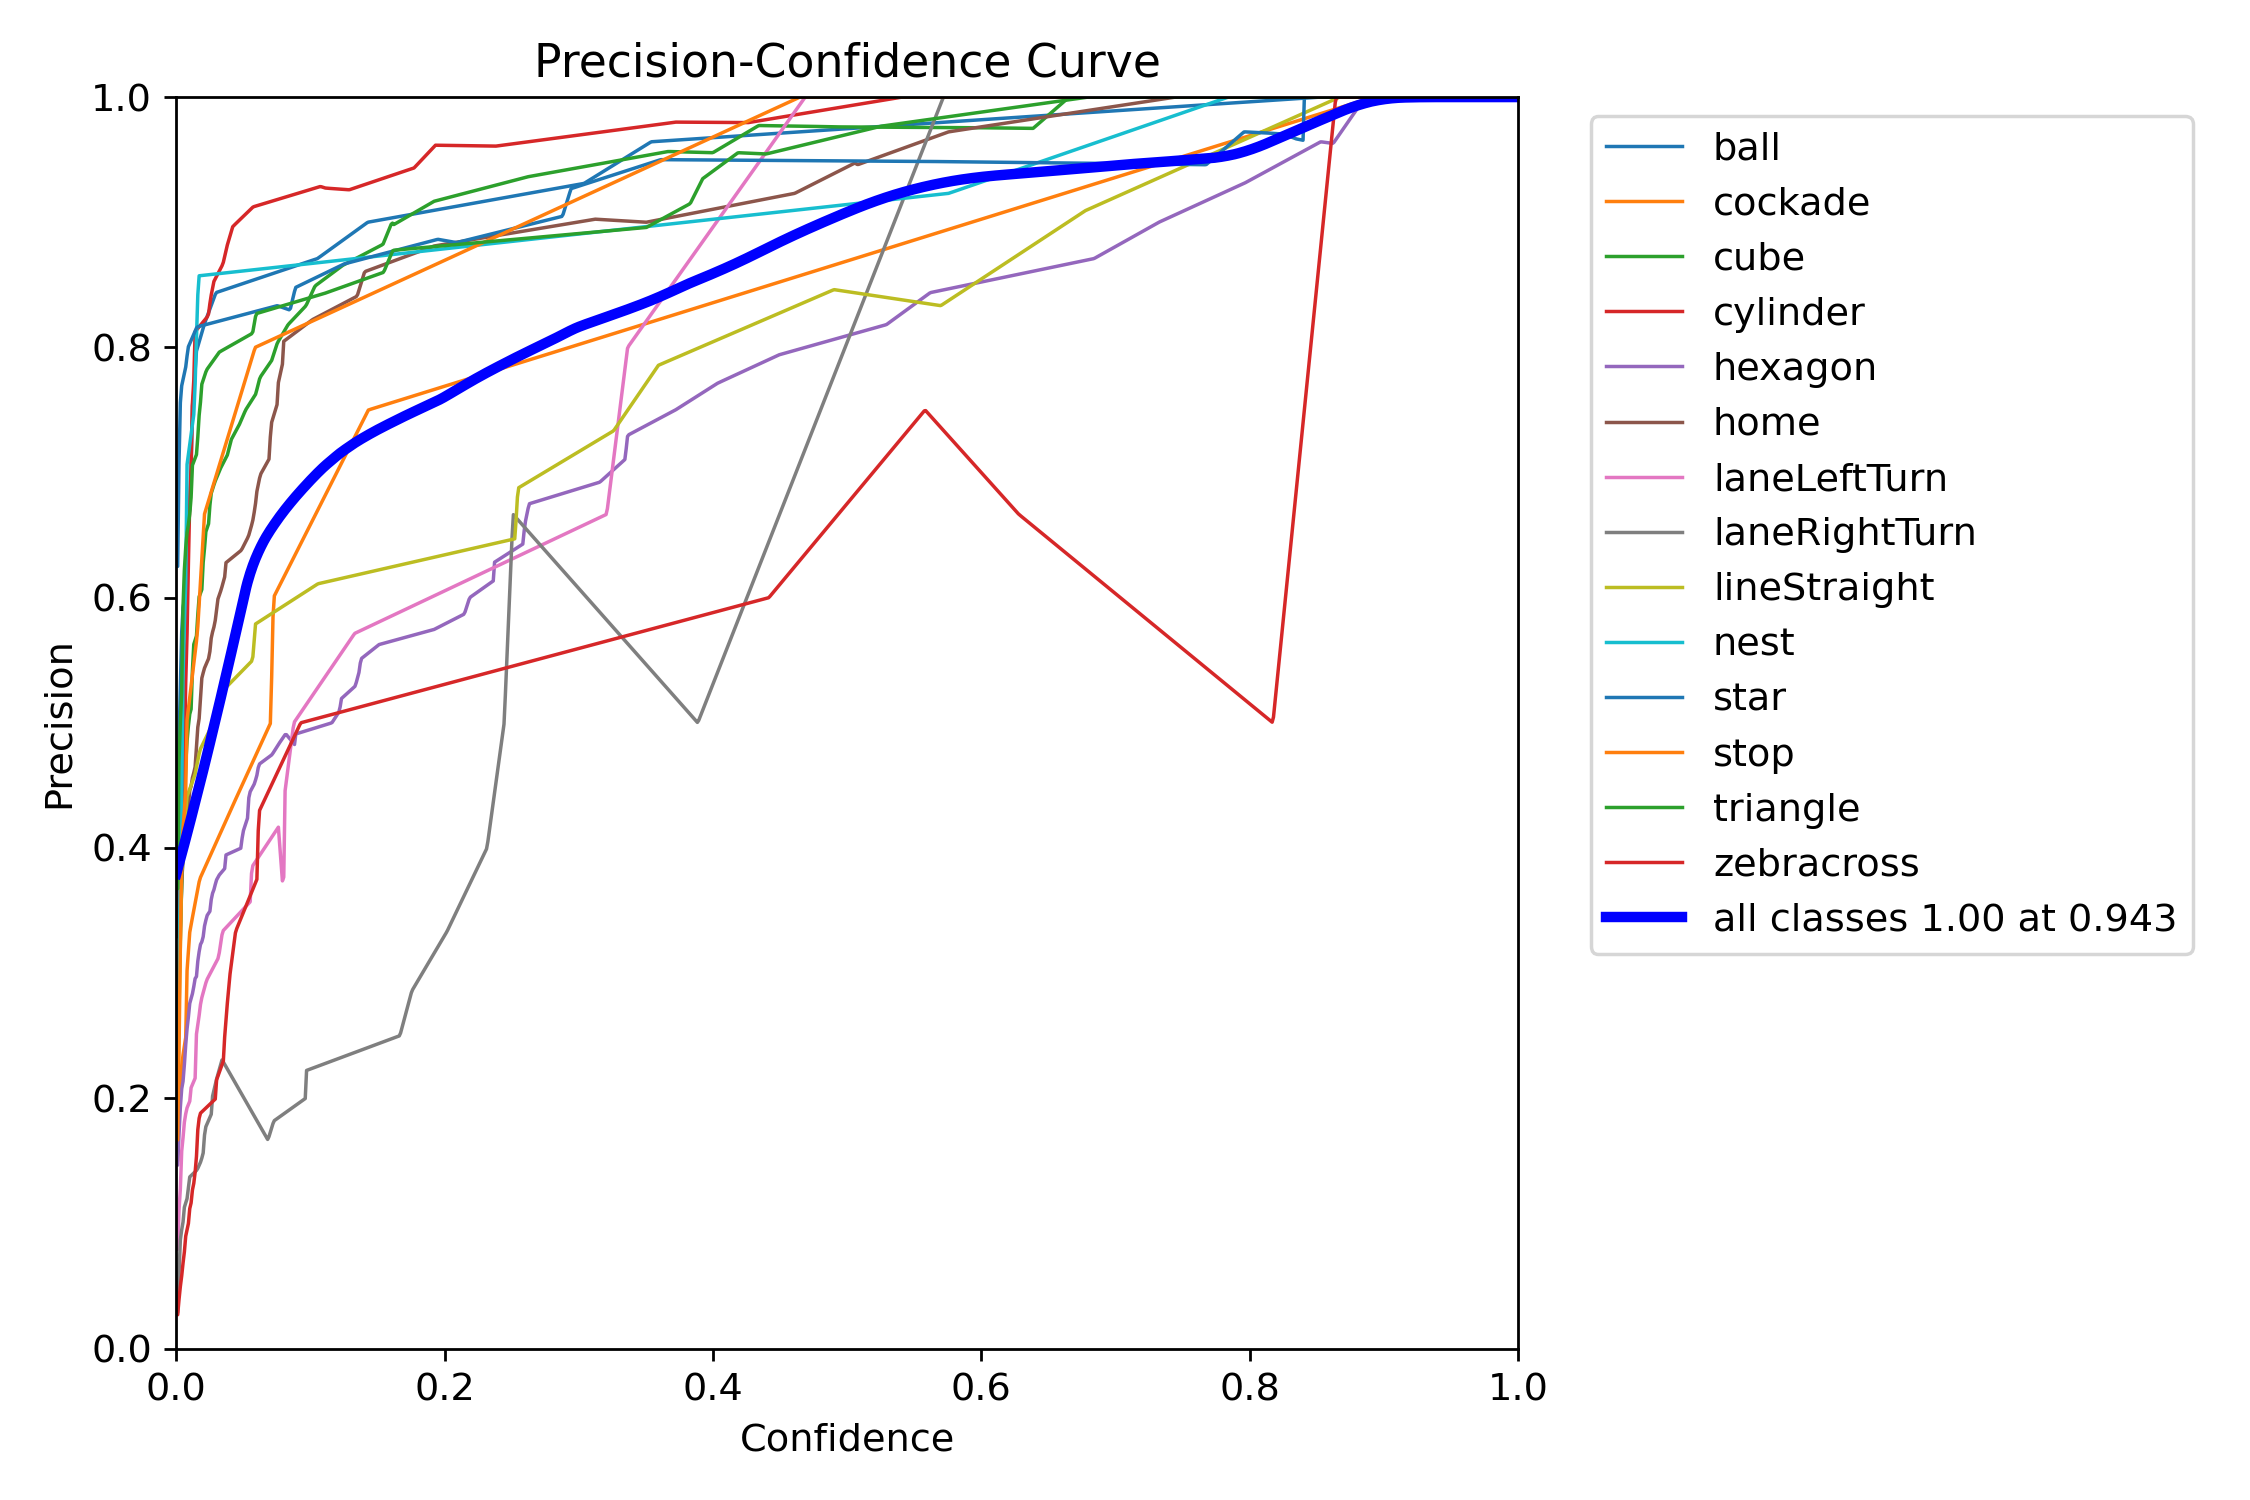 Precision-Confidence Curve
1.0
0.8
0.6
0.4
0.2
0.0
Precision
0.0 0.2 0.4 0.6 0.8 1.0
Confidence
ball
cockade
cube
cylinder
hexagon
home
laneLeftTurn
laneRightTurn
lineStraight
nest
star
stop
triangle
zebracross
all classes 1.00 at 0.943